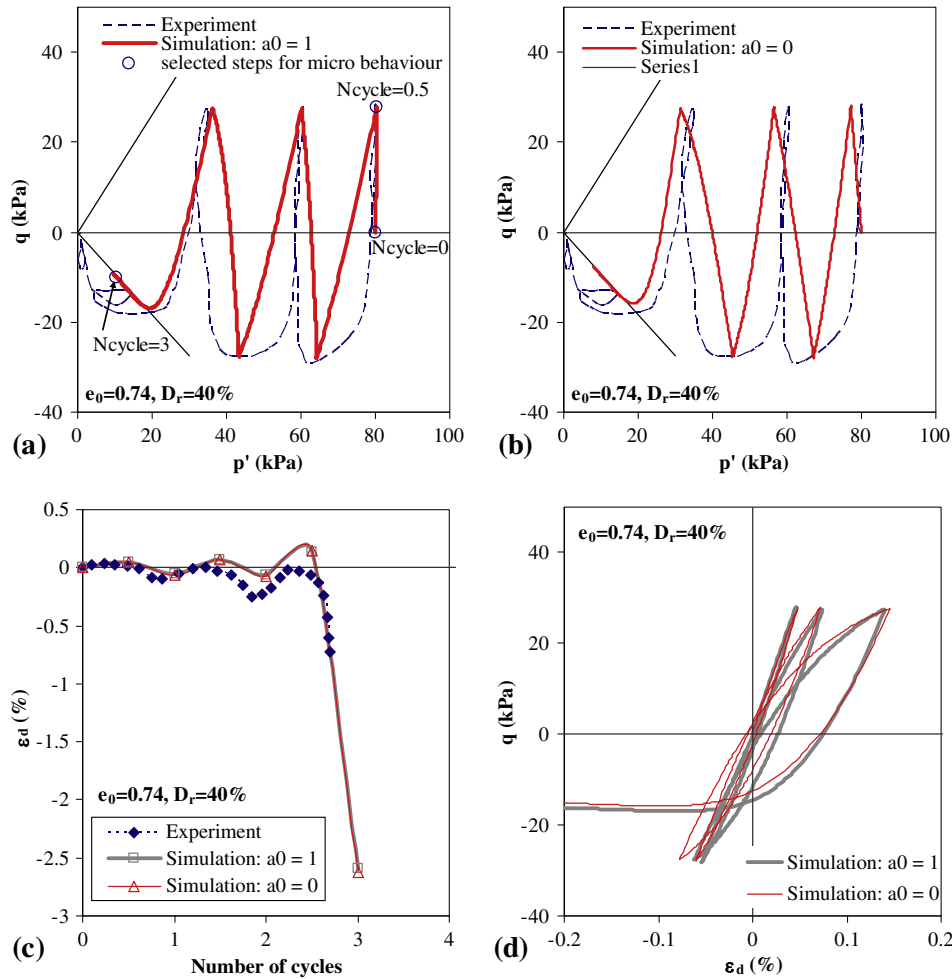 Experiment
Simulation: a0 = 1
selected steps for micro behaviour
Ncycle=0.5
Ncycle=0
Ncycle=3
e0=0.74, Dr=40%
40
20
0
-20
-40
q (kPa)
0 20 40 60 80 100
p' (kPa)
(a)
Experiment
Simulation: a0 = 0
Series1
e0=0.74, Dr=40%
40
20
0
-20
-40
q (kPa)
0 20 40 60 80 100
p' (kPa)
(b)
0.5
0
-0.5
-1
-1.5
-2
-2.5
-3
εd (%)
e0=0.74, Dr=40%
Experiment
Simulation: a0 = 1
Simulation: a0 = 0
0 1 2 3 4
Number of cycles
(c)
e0=0.74, Dr=40%
40
20
0
-20
-40
q (kPa)
Simulation: a0 = 1
Simulation: a0 = 0
-0.2 -0.1 0 0.1 0.2
εd (%)
(d)